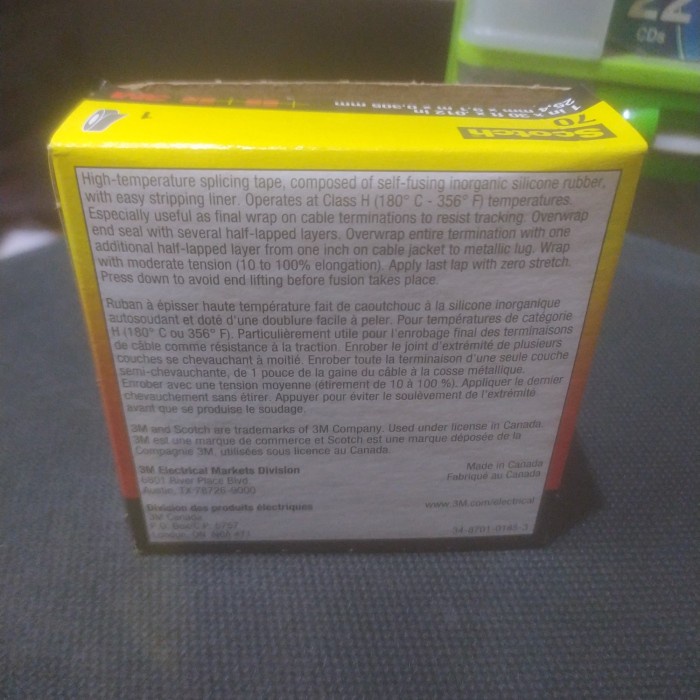 22
CDs
1 in x 30 ft x .012 in
25,4 mm x 9,1 m x 0,305 mm
Scotch
70
1
High-temperature splicing tape, composed of self-fusing inorganic silicone rubber,
with easy stripping liner. Operates at Class H (180° C - 356° F) temperatures.
Especially useful as final wrap on cable terminations to resist tracking. Overwrap
end seal with several half-lapped layers. Overwrap entire termination with one
additional half-lapped layer from one inch on cable jacket to metallic lug. Wrap
with moderate tension (10 to 100% elongation). Apply last lap with zero stretch.
Press down to avoid end lifting before fusion takes place.
Ruban à épisser haute température fait de caoutchouc à la silicone inorganique
autosoudant et doté d'une doublure facile à peler. Pour températures de catégorie
H (180° C ou 356° F). Particulièrement utile pour l'enrobage final des terminaisons
de câble comme résistance à la traction. Enrober le joint d'extrémité de plusieurs
couches se chevauchant à moitié. Enrober toute la terminaison d'une seule couche
semi-chevauchante, de 1 pouce de la gaine du câble à la cosse métallique.
Enrober avec une tension moyenne (étirement de 10 à 100 %). Appliquer le dernier
chevauchement sans étirer. Appuyer pour éviter le soulèvement de l'extrémité
avant que se produise le soudage.
3M and Scotch are trademarks of 3M Company. Used under license in Canada.
3M est une marque de commerce et Scotch est une marque déposée de la
Compagnie 3M, utilisées sous licence au Canada.
3M Electrical Markets Division
6801 River Place Blvd.
Austin, TX 78726-9000
Made in Canada
Fabriqué au Canada
Division des produits électriques
3M Canada
www.3M.com/electrical
London, ON
34-8701-0185-3